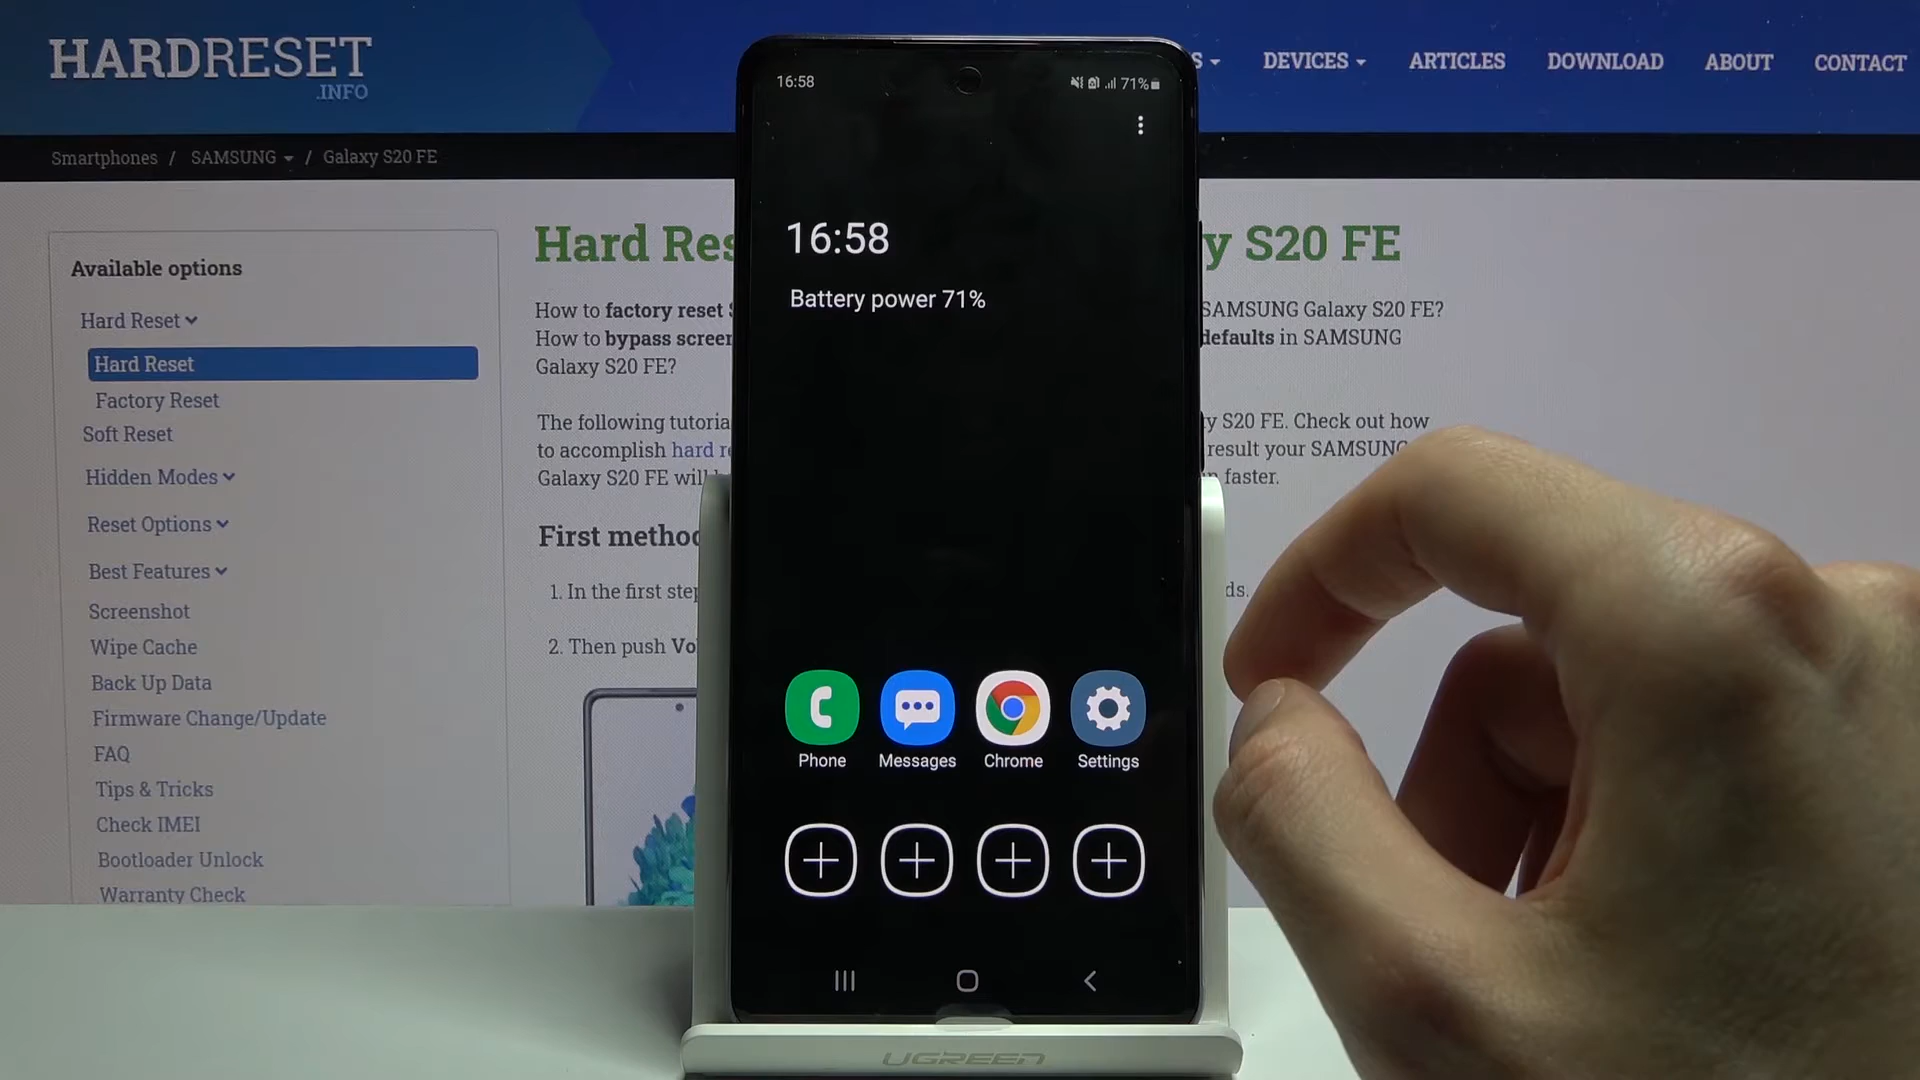 HARDRESET
.INFO
DEVICES
ARTICLES
DOWNLOAD
ABOUT
CONTACT
Smartphones / SAMSUNG / Galaxy S20 FE
Available options
Hard Reset
Hard Reset
Factory Reset
Soft Reset
Hidden Modes
Reset Options
Best Features
Screenshot
Wipe Cache
Back Up Data
Firmware Change/Update
FAQ
Tips & Tricks
Check IMEI
Bootloader Unlock
Warranty Check
Hard Res
y S20 FE
How to factory reset S
SAMSUNG Galaxy S20 FE?
How to bypass screen
defaults in SAMSUNG
Galaxy S20 FE?
The following tutoria
y S20 FE. Check out how
to accomplish hard r
result your SAMSUNG
Galaxy S20 FE will
faster.
First method
1. In the first step
ds.
2. Then push Vo
16:58
71%
16:58
Battery power 71%
Phone
Messages
Chrome
Settings
UGREEN